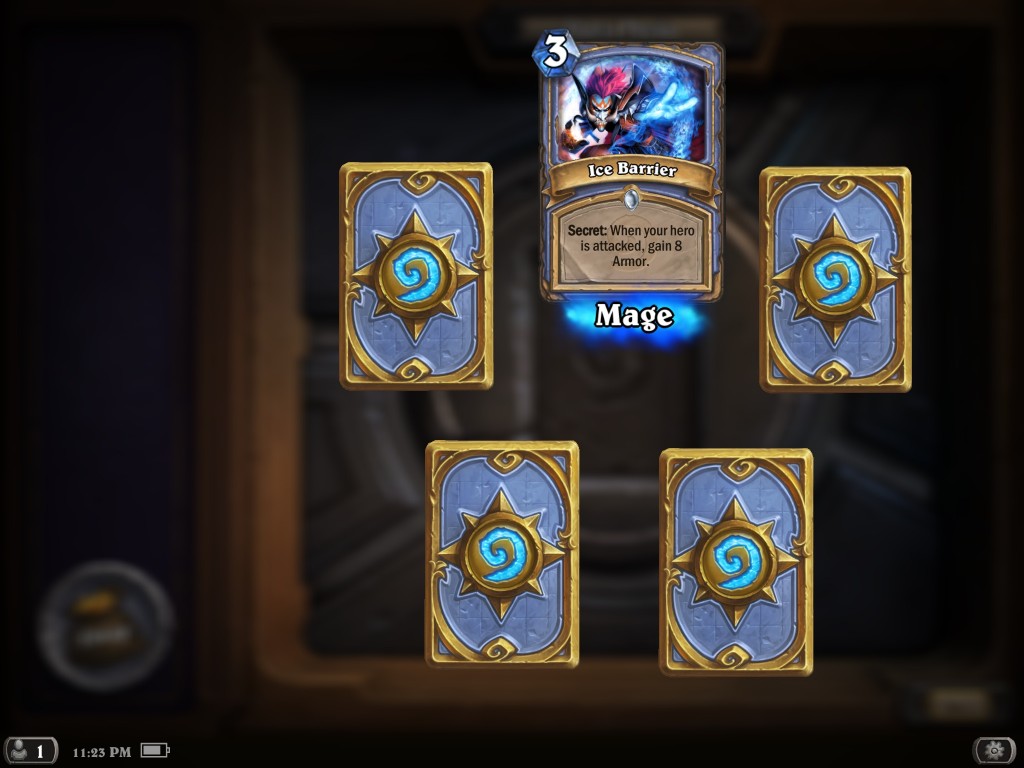 3
Ice Barrier
Secret: When your hero
is attacked, gain 8
Armor.
Mage
1
11:23 PM